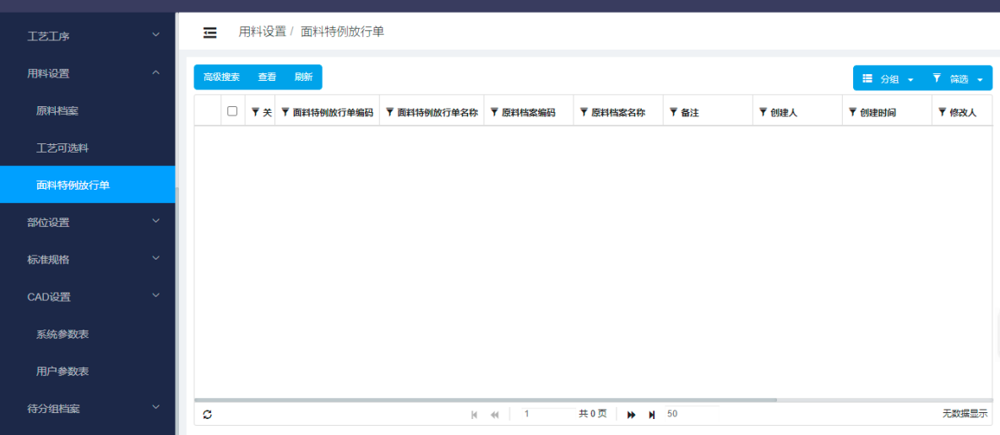 工艺工序
用料设置
原料档案
工艺可选料
面料特例放行单
部位设置
标准规格
CAD设置
系统参数表
用户参数表
待分组档案
用料设置 / 面料特例放行单
高级搜索 查看 刷新
分组 筛选
关 面料特例放行单编码 面料特例放行单名称 原料档案编码 原料档案名称 备注 创建人 创建时间 修改人
1 共 0 页 50 无数据显示